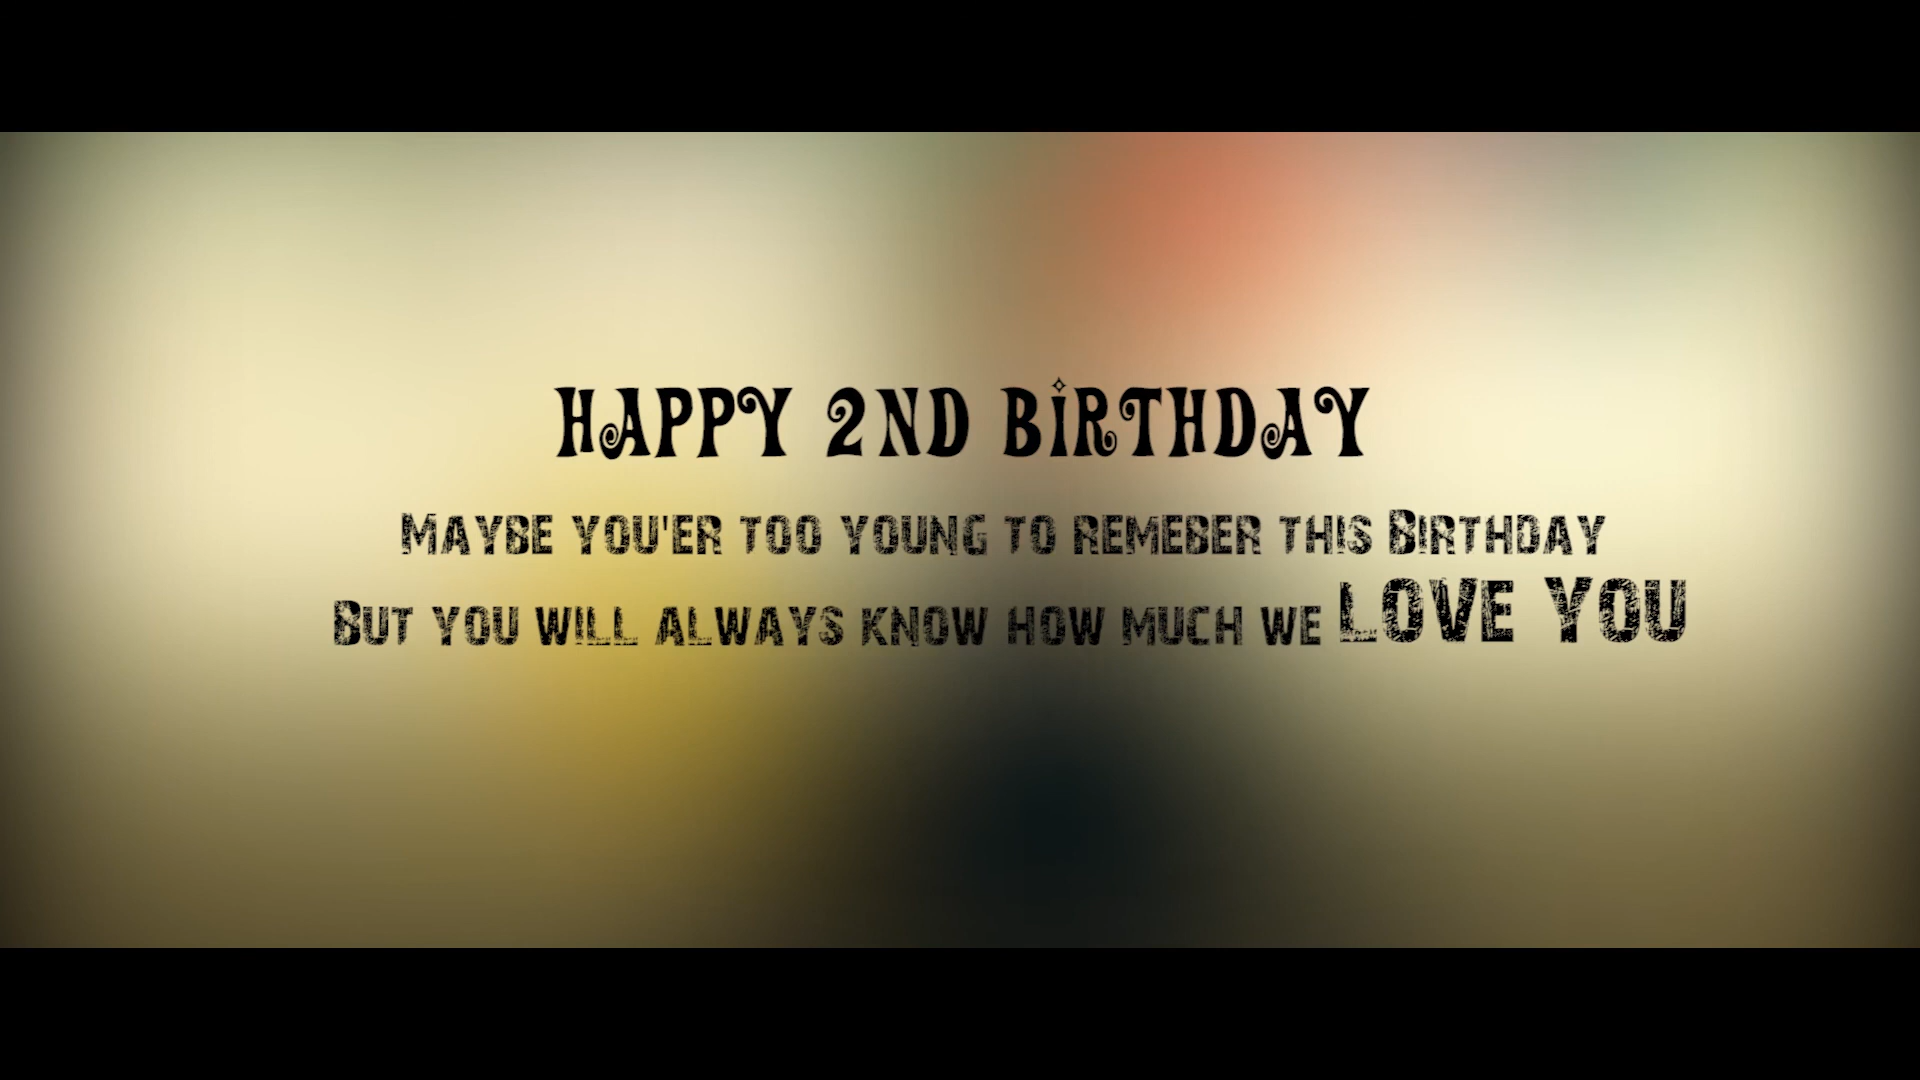 HAPPY 2ND BiRTHDAY
Maybe you'er too young to remeber this Birthday
But you will always know how much we LOVE YOU